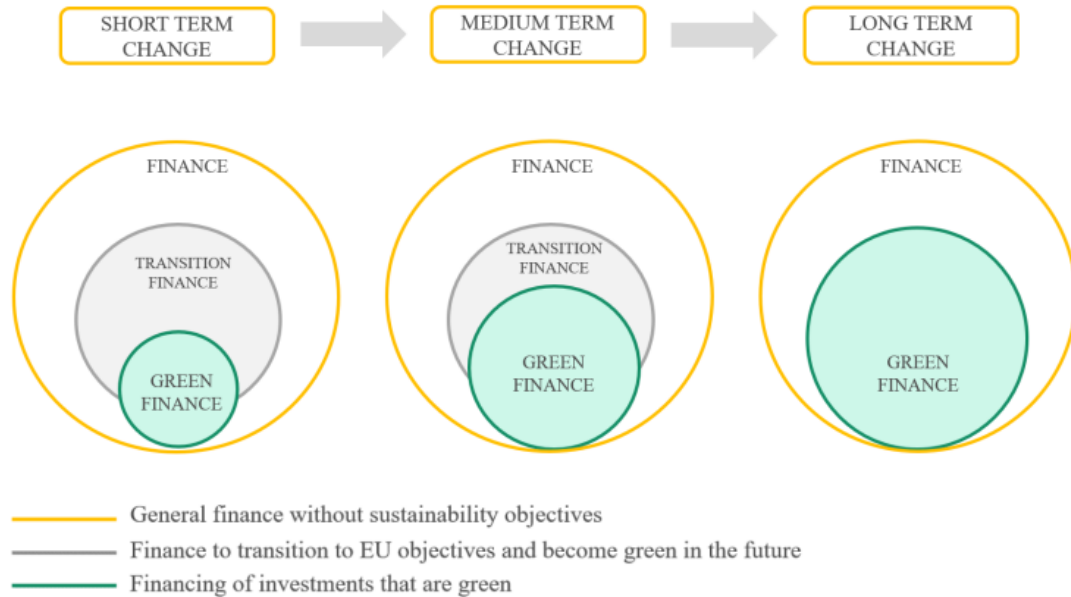 SHORT TERM
CHANGE
MEDIUM TERM
CHANGE
LONG TERM
CHANGE
FINANCE
TRANSITION
FINANCE
GREEN
FINANCE
FINANCE
TRANSITION
FINANCE
GREEN
FINANCE
FINANCE
GREEN
FINANCE
General finance without sustainability objectives
Finance to transition to EU objectives and become green in the future
Financing of investments that are green